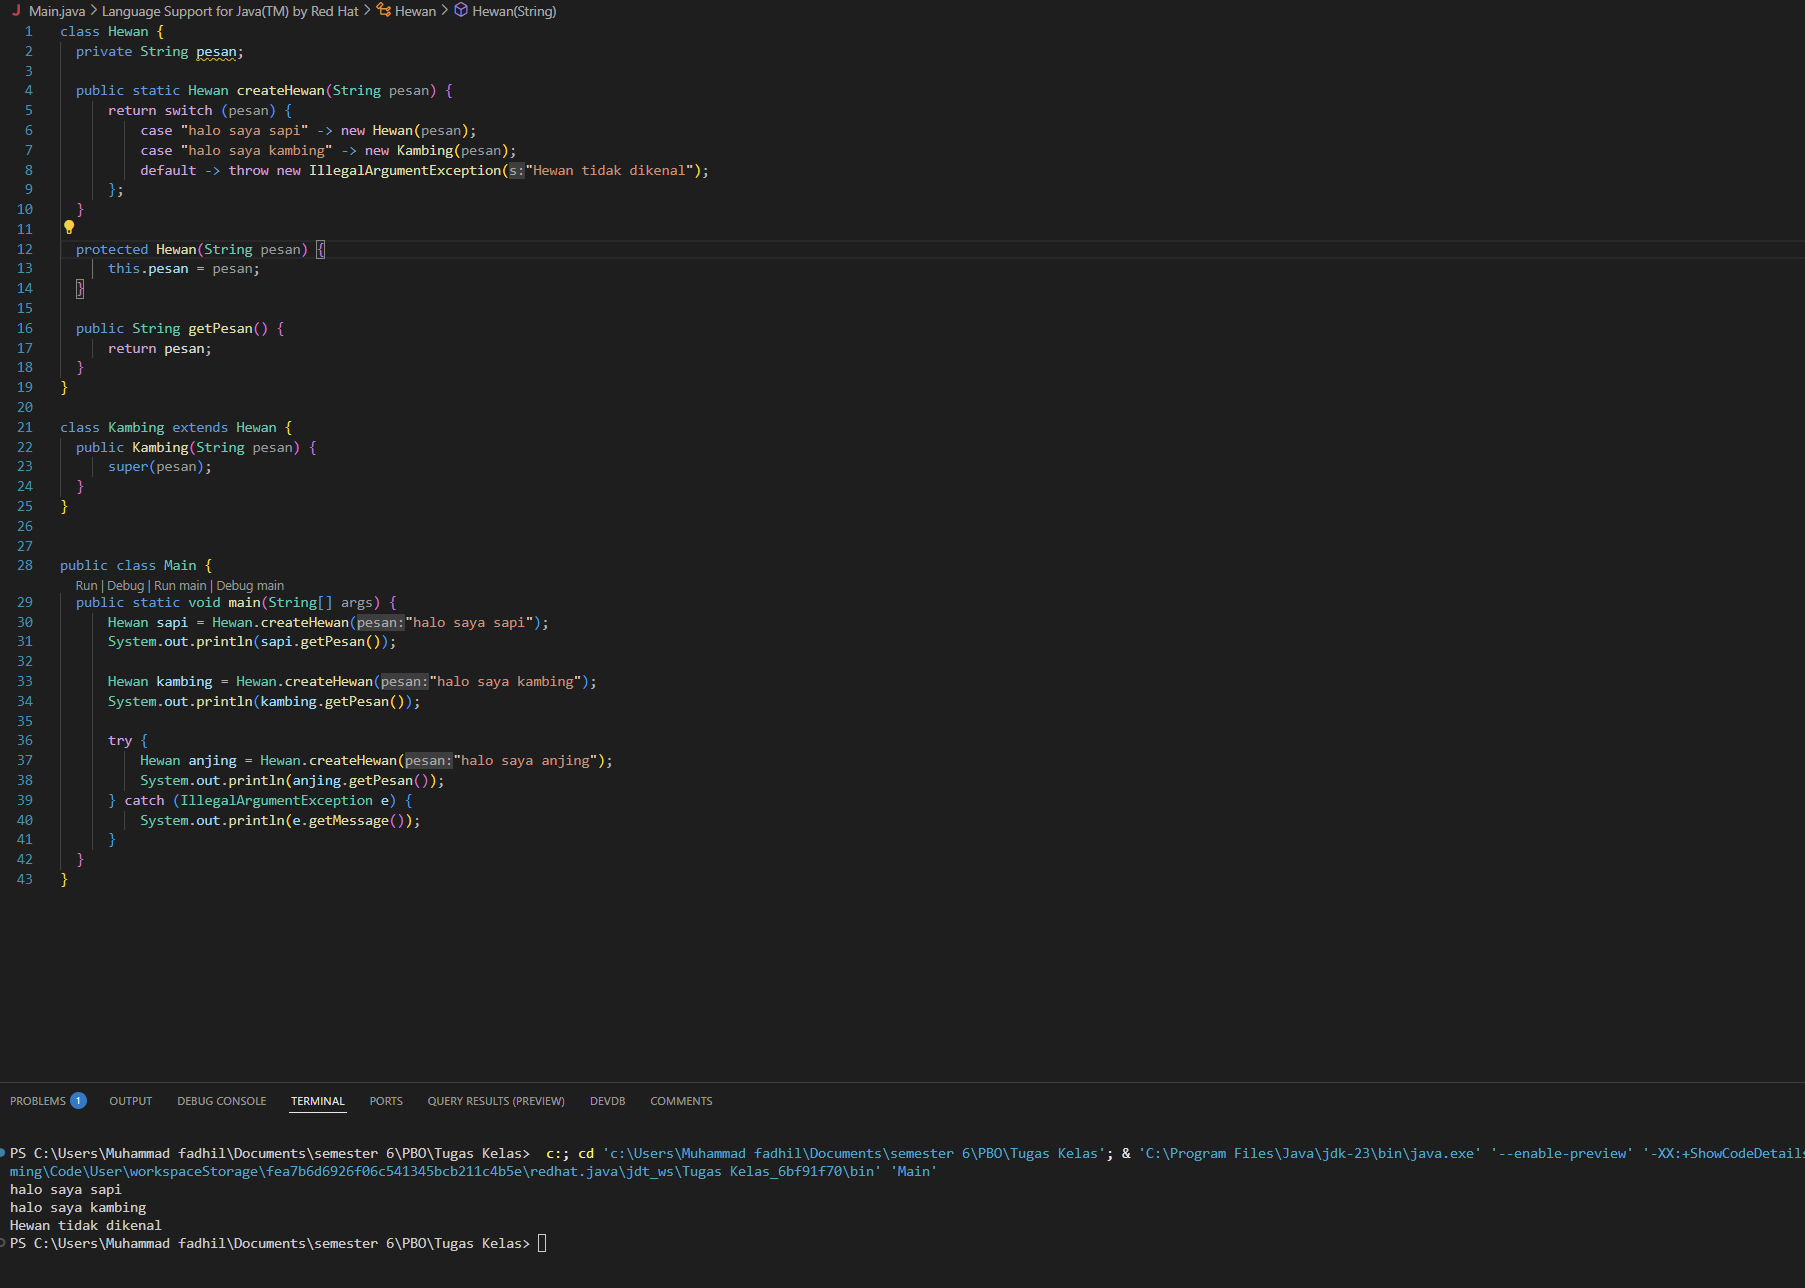 J Main.java > Language Support for Java(TM) by Red Hat > Hewan > Hewan(String)
1 class Hewan {
2 private String pesan;
3
4 public static Hewan createHewan(String pesan) {
5 return switch (pesan) {
6 case "halo saya sapi" -> new Hewan(pesan);
7 case "halo saya kambing" -> new Kambing(pesan);
8 default -> throw new IllegalArgumentException(s:"Hewan tidak dikenal");
9 };
10 }
11
12 protected Hewan(String pesan) {
13 this.pesan = pesan;
14 }
15
16 public String getPesan() {
17 return pesan;
18 }
19 }
20
21 class Kambing extends Hewan {
22 public Kambing(String pesan) {
23 super(pesan);
24 }
25 }
26
27
28 public class Main {
Run | Debug | Run main | Debug main
29 public static void main(String[] args) {
30 Hewan sapi = Hewan.createHewan(pesan:"halo saya sapi");
31 System.out.println(sapi.getPesan());
32
33 Hewan kambing = Hewan.createHewan(pesan:"halo saya kambing");
34 System.out.println(kambing.getPesan());
35
36 try {
37 Hewan anjing = Hewan.createHewan(pesan:"halo saya anjing");
38 System.out.println(anjing.getPesan());
39 } catch (IllegalArgumentException e) {
40 System.out.println(e.getMessage());
41 }
42 }
43 }
PROBLEMS 1 OUTPUT DEBUG CONSOLE TERMINAL PORTS QUERY RESULTS (PREVIEW) DEVDB COMMENTS
PS C:\Users\Muhammad fadhil\Documents\semester 6\PBO\Tugas Kelas> c:; cd 'c:\Users\Muhammad fadhil\Documents\semester 6\PBO\Tugas Kelas'; & 'C:\Program Files\Java\jdk-23\bin\java.exe' '--enable-preview' '-XX:+ShowCodeDetails
ming\Code\User\workspaceStorage\fea7b6d6926f06c541345bcb211c4b5e\redhat.java\jdt_ws\Tugas Kelas_6bf91f70\bin' 'Main'
halo saya sapi
halo saya kambing
Hewan tidak dikenal
PS C:\Users\Muhammad fadhil\Documents\semester 6\PBO\Tugas Kelas>